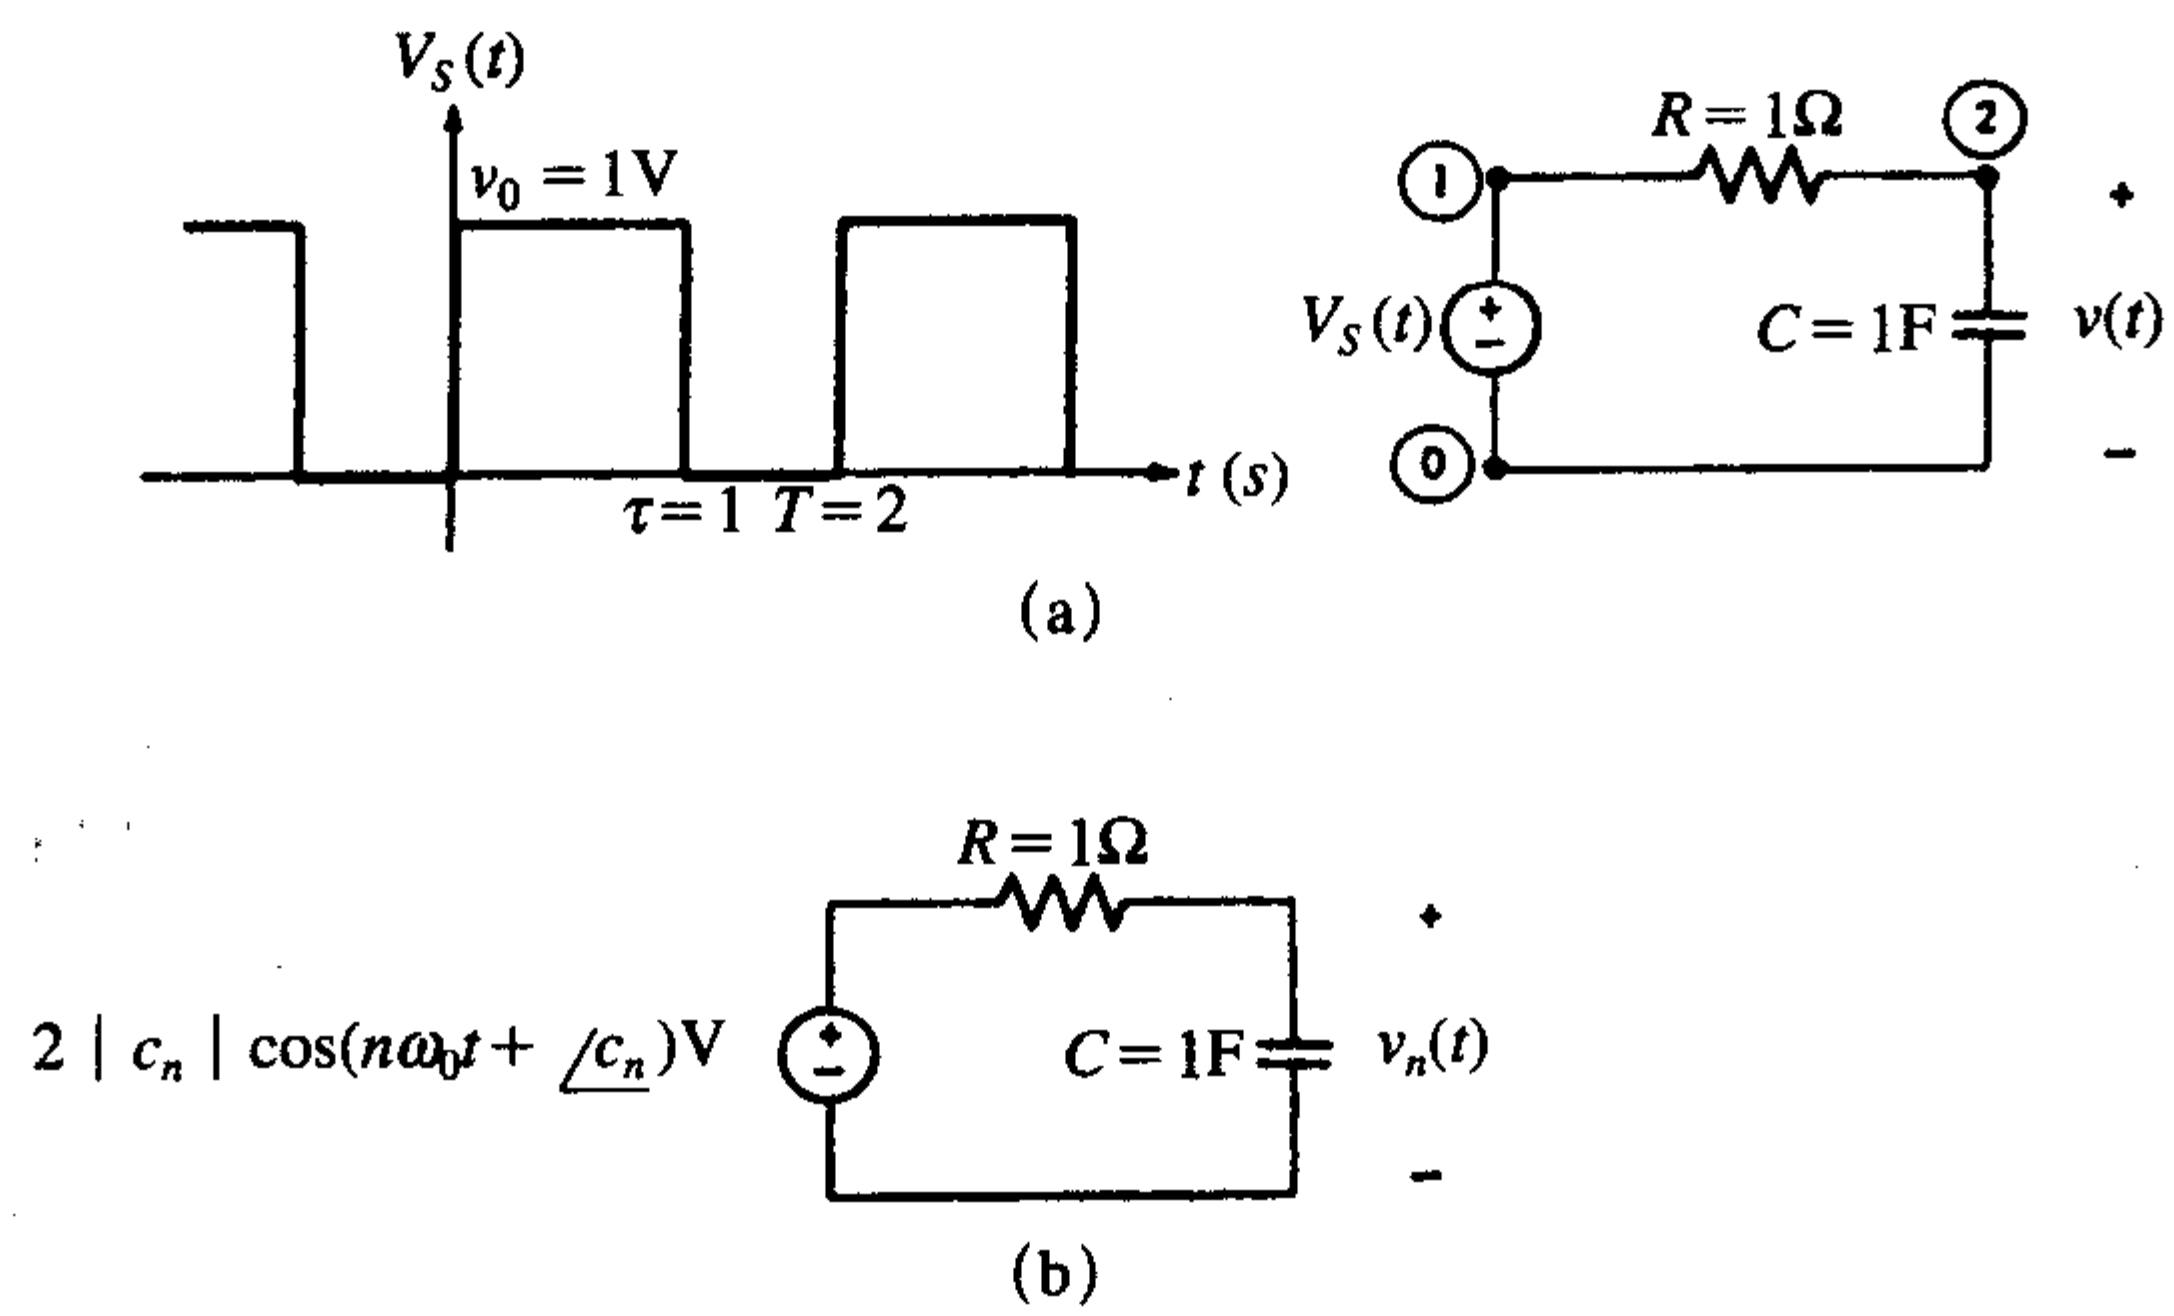 V_S(t)
v_0 = 1V
τ = 1 T = 2
t (s)
R = 1Ω
1
2
V_S(t)
+
−
C = 1F
+
v(t)
−
0
(a)
R = 1Ω
2 | c_n | cos(nω_0t + ∠c_n)V
+
−
C = 1F
+
v_n(t)
−
(b)